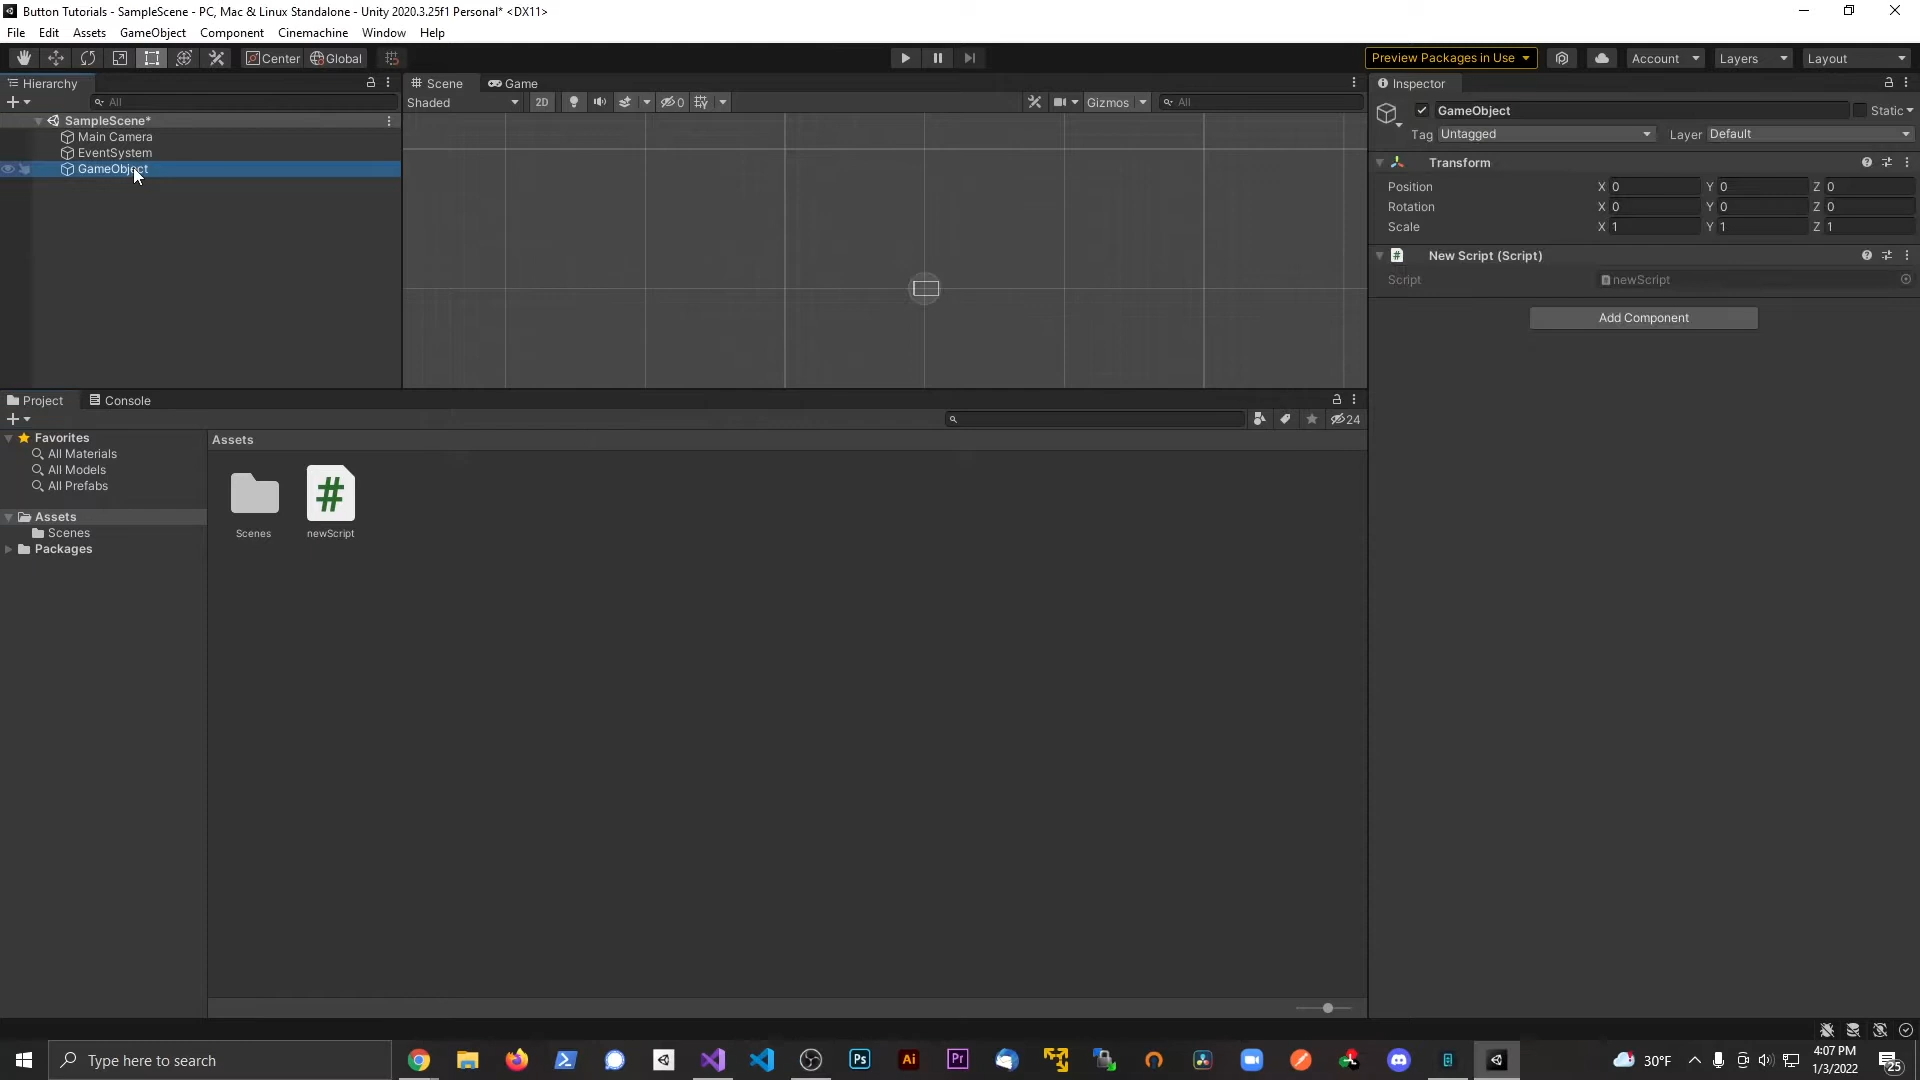 Button Tutorials - SampleScene - PC, Mac & Linux Standalone - Unity 2020.3.25f1 Personal* <DX11>
File Edit Assets GameObject Component Cinemachine Window Help
Center Global Preview Packages in Use Account Layers Layout
Hierarchy Scene Game Inspector
All Shaded 2D 0 Gizmos All
SampleScene*
Main Camera
EventSystem
GameObject
GameObject Static
Tag Untagged Layer Default
Transform
Position X 0 Y 0 Z 0
Rotation X 0 Y 0 Z 0
Scale X 1 Y 1 Z 1
# New Script (Script)
Script newScript
Add Component
Project Console
24
Favorites
All Materials
All Models
All Prefabs
Assets
Scenes
Packages
Assets
#
Scenes newScript
Type here to search
Ps Ai Pr
30°F
4:07 PM
1/3/2022
25